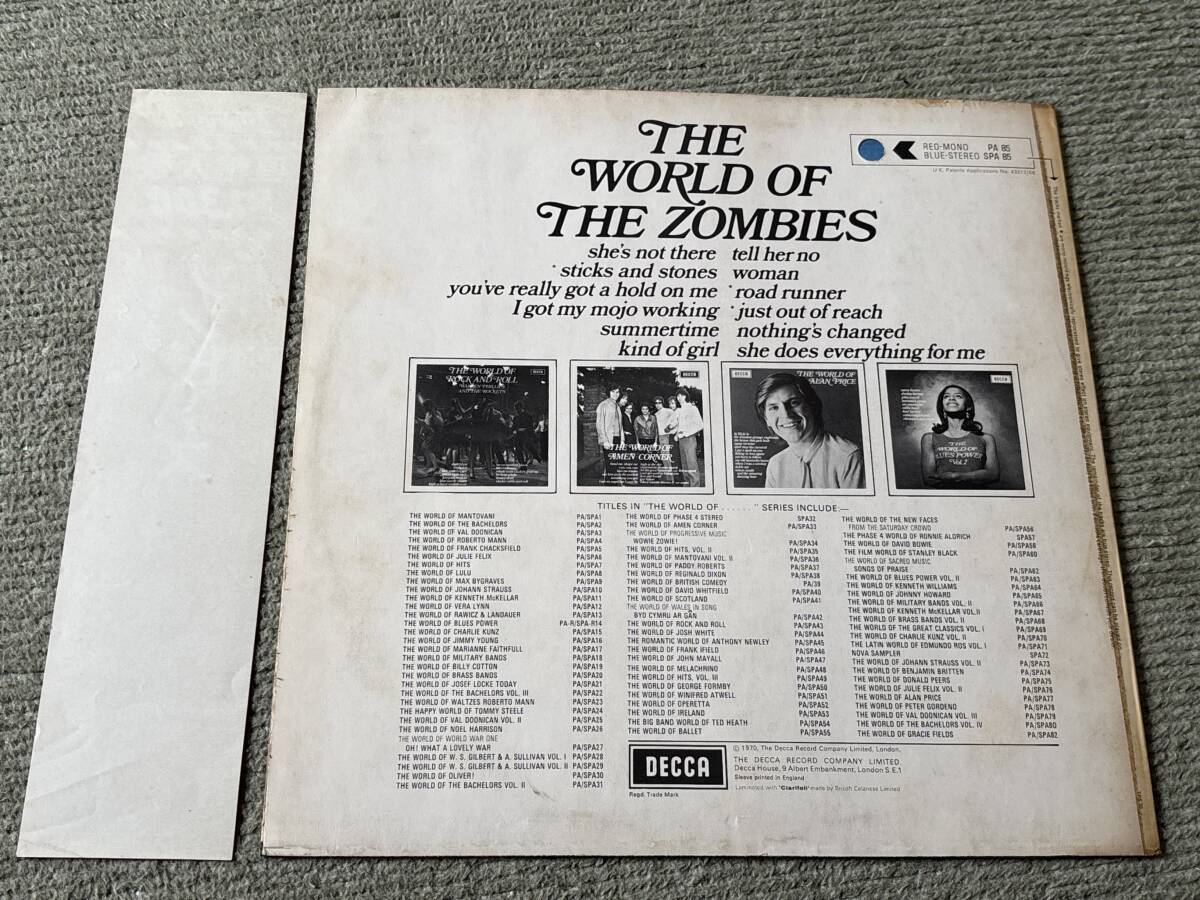 THE
WORLD OF
THE ZOMBIES
RED-MONO PA 85
BLUE-STEREO SPA 85
U.K. Patents Applications No.
she's not there
sticks and stones
you've really got a hold on me
I got my mojo working
summertime
kind of girl
tell her no
woman
road runner
just out of reach
nothing's changed
she does everything for me
THE WORLD OF
ROCK AND ROLL
DECCA
DECCA
THE WORLD OF
AMEN CORNER
DECCA
THE WORLD OF
ALAN PRICE
DECCA
THE
WORLD OF
BLUES POWER
Vol.2
TITLES IN "THE WORLD OF ...... " SERIES INCLUDE:—
THE WORLD OF MANTOVANI PA/SPA1
THE WORLD OF THE BACHELORS PA/SPA2
THE WORLD OF VAL DOONICAN PA/SPA3
THE WORLD OF ROBERTO MANN PA/SPA4
THE WORLD OF FRANK CHACKSFIELD PA/SPA5
THE WORLD OF JULIE FELIX PA/SPA6
THE WORLD OF HITS PA/SPA7
THE WORLD OF LULU PA/SPA8
THE WORLD OF MAX BYGRAVES PA/SPA9
THE WORLD OF JOHANN STRAUSS PA/SPA10
THE WORLD OF KENNETH McKELLAR PA/SPA11
THE WORLD OF VERA LYNN PA/SPA12
THE WORLD OF RAWICZ & LANDAUER PA/SPA13
THE WORLD OF BLUES POWER PA-R/SPA-R14
THE WORLD OF CHARLIE KUNZ PA/SPA15
THE WORLD OF JIMMY YOUNG PA/SPA16
THE WORLD OF MARIANNE FAITHFULL PA/SPA17
THE WORLD OF MILITARY BANDS PA/SPA18
THE WORLD OF BILLY COTTON PA/SPA19
THE WORLD OF BRASS BANDS PA/SPA20
THE WORLD OF JOSEF LOCKE TODAY PA/SPA21
THE WORLD OF THE BACHELORS VOL. III PA/SPA22
THE WORLD OF WALTZES ROBERTO MANN PA/SPA23
THE HAPPY WORLD OF TOMMY STEELE PA/SPA24
THE WORLD OF VAL DOONICAN VOL. II PA/SPA25
THE WORLD OF NOEL HARRISON PA/SPA26
THE WORLD OF WORLD WAR ONE
OH! WHAT A LOVELY WAR PA/SPA27
THE WORLD OF W. S. GILBERT & A. SULLIVAN VOL. I PA/SPA28
THE WORLD OF W. S. GILBERT & A. SULLIVAN VOL. II PA/SPA29
THE WORLD OF OLIVER! PA/SPA30
THE WORLD OF THE BACHELORS VOL. II PA/SPA31
THE WORLD OF PHASE 4 STEREO SPA32
THE WORLD OF AMEN CORNER PA/SPA33
THE WORLD OF PROGRESSIVE MUSIC
WOWIE ZOWIE! PA/SPA34
THE WORLD OF HITS, VOL. II PA/SPA35
THE WORLD OF MANTOVANI VOL. II PA/SPA36
THE WORLD OF PADDY ROBERTS PA/SPA37
THE WORLD OF REGINALD DIXON PA/SPA38
THE WORLD OF BRITISH COMEDY PA/39
THE WORLD OF DAVID WHITFIELD PA/SPA40
THE WORLD OF SCOTLAND PA/SPA41
THE WORLD OF WALES IN SONG
BYD CYMRU AR GÂN PA/SPA42
THE WORLD OF ROCK AND ROLL PA/SPA43
THE WORLD OF JOSH WHITE PA/SPA44
THE ROMANTIC WORLD OF ANTHONY NEWLEY PA/SPA45
THE WORLD OF FRANK IFIELD PA/SPA46
THE WORLD OF JOHN MAYALL PA/SPA47
THE WORLD OF MELACHRINO PA/SPA48
THE WORLD OF HITS, VOL. III PA/SPA49
THE WORLD OF GEORGE FORMBY PA/SPA50
THE WORLD OF WINIFRED ATWELL PA/SPA51
THE WORLD OF OPERETTA PA/SPA52
THE WORLD OF IRELAND PA/SPA53
THE BIG BAND WORLD OF TED HEATH PA/SPA54
THE WORLD OF BALLET PA/SPA55
THE WORLD OF THE NEW FACES
FROM THE SATURDAY CROWD PA/SPA56
THE PHASE 4 WORLD OF RONNIE ALDRICH SPA57
THE WORLD OF DAVID BOWIE PA/SPA58
THE FILM WORLD OF STANLEY BLACK PA/SPA60
THE WORLD OF SACRED MUSIC
SONGS OF PRAISE PA/SPA62
THE WORLD OF BLUES POWER VOL. II PA/SPA63
THE WORLD OF KENNETH WILLIAMS PA/SPA64
THE WORLD OF JOHNNY HOWARD PA/SPA65
THE WORLD OF MILITARY BANDS VOL. II PA/SPA66
THE WORLD OF KENNETH McKELLAR VOL.II PA/SPA67
THE WORLD OF BRASS BANDS VOL. II PA/SPA68
THE WORLD OF THE GREAT CLASSICS VOL. I PA/SPA69
THE WORLD OF CHARLIE KUNZ VOL. II PA/SPA70
THE LATIN WORLD OF EDMUNDO ROS VOL. I PA/SPA71
NOVA SAMPLER SPA72
THE WORLD OF JOHANN STRAUSS VOL. II PA/SPA73
THE WORLD OF BENJAMIN BRITTEN PA/SPA74
THE WORLD OF DONALD PEERS PA/SPA75
THE WORLD OF JULIE FELIX VOL. II PA/SPA76
THE WORLD OF ALAN PRICE PA/SPA77
THE WORLD OF PETER GORDENO PA/SPA78
THE WORLD OF VAL DOONICAN VOL. III PA/SPA79
THE WORLD OF THE BACHELORS VOL. IV PA/SPA80
THE WORLD OF GRACIE FIELDS PA/SPA82
DECCA
Regd. Trade Mark
© 1970, The Decca Record Company Limited, London.
THE DECCA RECORD COMPANY LIMITED.
Decca House, 9 Albert Embankment, London S.E.1
Sleeve printed in England
Laminated with 'Clarifoil' made by British Celanese Limited